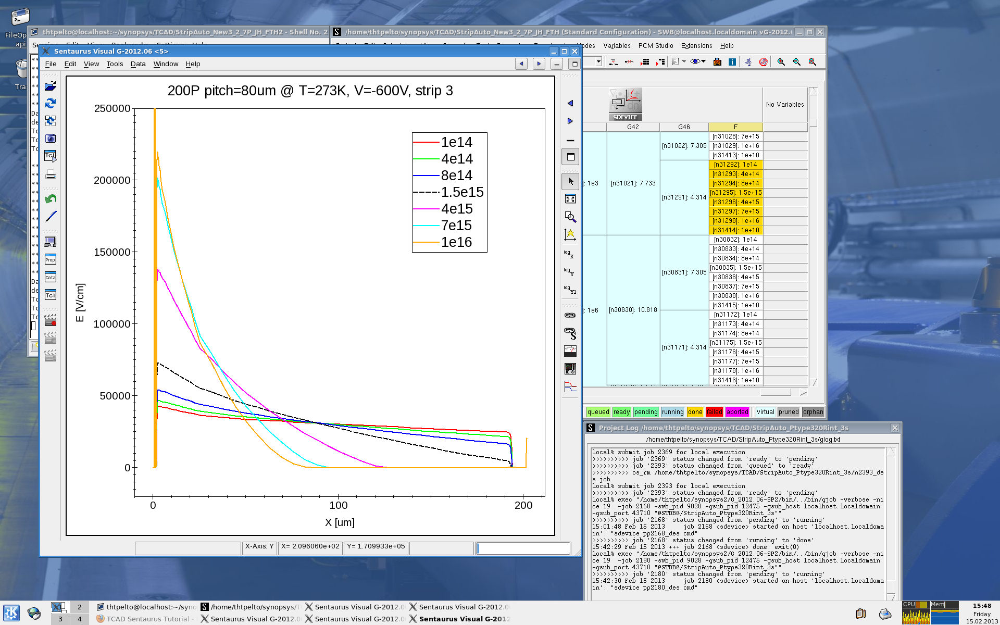 FileOp
api
Tra
thtpelto@localhost:~/synopsys/TCAD/StripAuto_New3_2_7P_JH_FTH2 - Shell No. 2
/home/thtpelto/synopsys/TCAD/StripAuto_New3_2_7P_JH_FTH (Standard Configuration) - SWB@localhost.localdomain vG-2012.
Variables PCM Studio Extensions Help
Sentaurus Visual G-2012.06 <5>
File Edit View Tools Data Window Help
200P pitch=80um @ T=273K, V=-600V, strip 3
250000
200000
150000
100000
50000
0
E [V/cm]
0 100 200
X [um]
1e14
4e14
8e14
1.5e15
4e15
7e15
1e16
Tcl
Prop
Data
Tcl
log X
log Y
log Y2
X-Axis: Y X= 2.096060e+02 Y= 1.709933e+05
SDEVICE
No Variables
G42 G46 F
[n31028]: 7e+15
[n31022]: 7.305 [n31029]: 1e+16
[n31413]: 1e+10
[n31292]: 1e14
[n31293]: 4e+14
: 1e3 [n31021]: 7.733 [n31294]: 8e+14
[n31295]: 1.5e+15
[n31291]: 4.314
[n31296]: 4e+15
[n31297]: 7e+15
[n31298]: 1e+16
[n31414]: 1e+10
[n30832]: 1e14
[n30833]: 4e+14
[n30834]: 8e+14
[n30835]: 1.5e+15
[n30831]: 7.305
[n30836]: 4e+15
[n30837]: 7e+15
[n30838]: 1e+16
[n31415]: 1e+10
: 1e6 [n30830]: 10.818
[n31172]: 1e14
[n31173]: 4e+14
[n31174]: 8e+14
[n31175]: 1.5e+15
[n31171]: 4.314
[n31176]: 4e+15
[n31177]: 7e+15
[n31178]: 1e+16
[n31416]: 1e+10
queued ready pending running done failed aborted virtual pruned orphan
Project Log /home/thtpelto/synopsys/TCAD/StripAuto_Ptype320Rint_3s
/home/thtpelto/synopsys/TCAD/StripAuto_Ptype320Rint_3s/glog.txt
local% submit job 2369 for local execution
>>>>>>>>>> job '2369' status changed from 'ready' to 'pending'
>>>>>>>>>> job '2393' status changed from 'queued' to 'ready'
>>>>>>>>>> os_rm /home/thtpelto/synopsys/TCAD/StripAuto_Ptype320Rint_3s/n2393_de
s.job
local% submit job 2393 for local execution
>>>>>>>>>> job '2393' status changed from 'ready' to 'pending'
local% exec "/home/thtpelto/synopsys2/G_2012.06-SP2/bin/../bin/gjob -verbose -ni
ce 19  -job 2168 -swb_pid 9028 -gsub_pid 12475 -gsub_host localhost.localdomain
-gsub_port 43710 "@STDB@/StripAuto_Ptype320Rint_3s""
>>>>>>>>>> job '2168' status changed from 'pending' to 'running'
15:01:48 Feb 15 2013     job 2168 <sdevice> started on host 'localhost.localdoma
in': "sdevice pp2168_des.cmd"
>>>>>>>>>> job '2168' status changed from 'running' to 'done'
15:42:29 Feb 15 2013 +++ job 2168 <sdevice> done: exit(0)
local% exec "/home/thtpelto/synopsys2/G_2012.06-SP2/bin/../bin/gjob -verbose -ni
ce 19  -job 2180 -swb_pid 9028 -gsub_pid 12475 -gsub_host localhost.localdomain
-gsub_port 43710 "@STDB@/StripAuto_Ptype320Rint_3s""
>>>>>>>>>> job '2180' status changed from 'pending' to 'running'
15:42:30 Feb 15 2013     job 2180 <sdevice> started on host 'localhost.localdoma
in': "sdevice pp2180_des.cmd"
1 2 thtpelto@localhost:~/syno /home/thtpelto/synopsys/T Sentaurus Visual G-2012.0 Sentaurus Visual G-2012.0
3 4 TCAD Sentaurus Tutorial - Sentaurus Visual G-2012.0 Sentaurus Visual G-2012.0 Sentaurus Visual G-2012
CPU Mem
15:48
Friday
15.02.2013